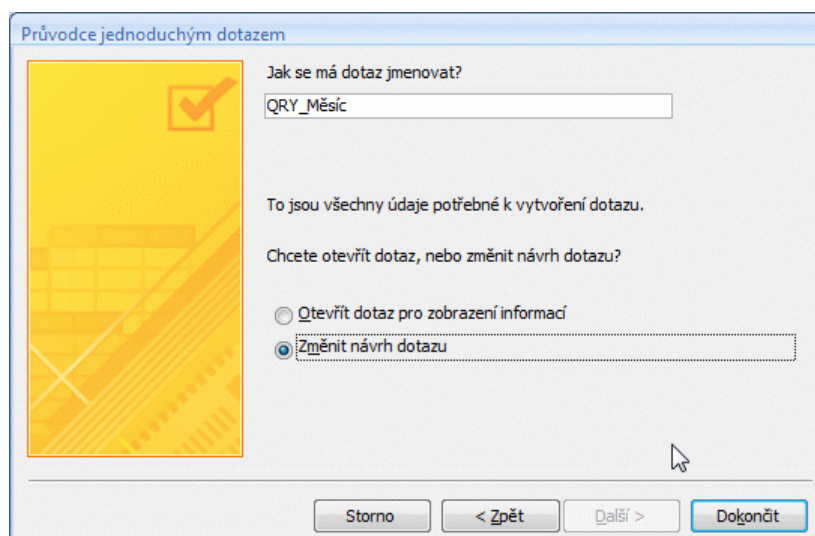 Průvodce jednoduchým dotazem
Jak se má dotaz jmenovat?
QRY_Měsíc
To jsou všechny údaje potřebné k vytvoření dotazu.
Chcete otevřít dotaz, nebo změnit návrh dotazu?
Otevřít dotaz pro zobrazení informací
Změnit návrh dotazu
Storno
< Zpět
Další >
Dokončit